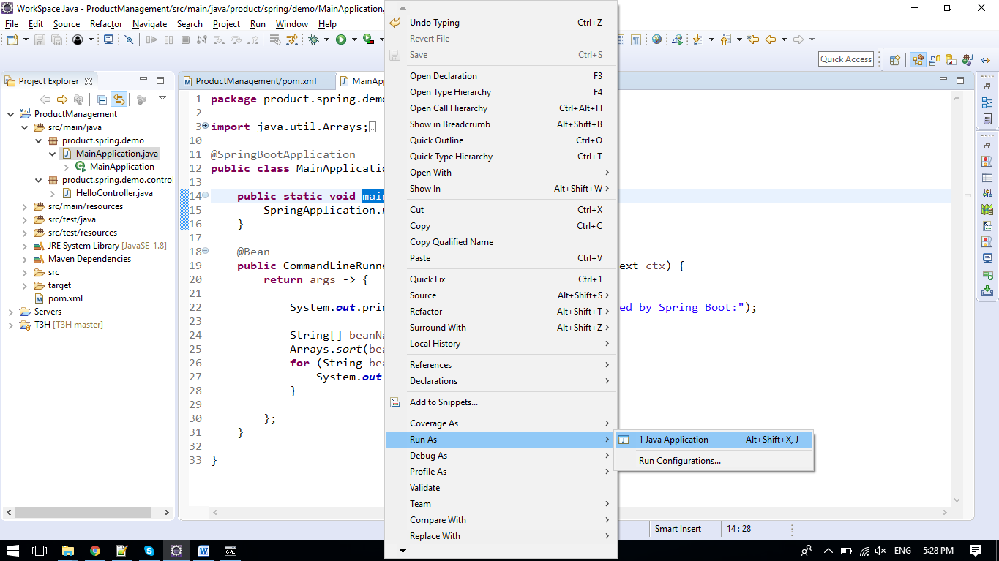 WorkSpace Java - ProductManagement/src/main/java/product/spring/demo/MainApplication.
File Edit Source Refactor Navigate Search Project Run Window Help
Quick Access
Project Explorer
ProductManagement
src/main/java
product.spring.demo
MainApplication.java
MainApplication
product.spring.demo.contro
HelloController.java
src/main/resources
src/test/java
src/test/resources
JRE System Library [JavaSE-1.8]
Maven Dependencies
src
target
pom.xml
Servers
T3H [T3H master]
ProductManagement/pom.xml MainAp
1 package product.spring.demo
2
3 import java.util.Arrays;
10
11 @SpringBootApplication
12 public class MainApplication
13
14 public static void main
15 SpringApplication.
16 }
17
18 @Bean
19 public CommandLineRunne ext ctx) {
20 return args -> {
21
22 System.out.prin ded by Spring Boot:");
23
24 String[] beanNa
25 Arrays.sort(bea
26 for (String bea
27 System.out
28 }
29
30 };
31 }
32
33 }
Undo Typing Ctrl+Z
Revert File
Save Ctrl+S
Open Declaration F3
Open Type Hierarchy F4
Open Call Hierarchy Ctrl+Alt+H
Show in Breadcrumb Alt+Shift+B
Quick Outline Ctrl+O
Quick Type Hierarchy Ctrl+T
Open With
Show In Alt+Shift+W
Cut Ctrl+X
Copy Ctrl+C
Copy Qualified Name
Paste Ctrl+V
Quick Fix Ctrl+1
Source Alt+Shift+S
Refactor Alt+Shift+T
Surround With Alt+Shift+Z
Local History
References
Declarations
Add to Snippets...
Coverage As
Run As
Debug As
Profile As
Validate
Team
Compare With
Replace With
1 Java Application Alt+Shift+X, J
Run Configurations...
Smart Insert 14 : 28
ENG 5:28 PM